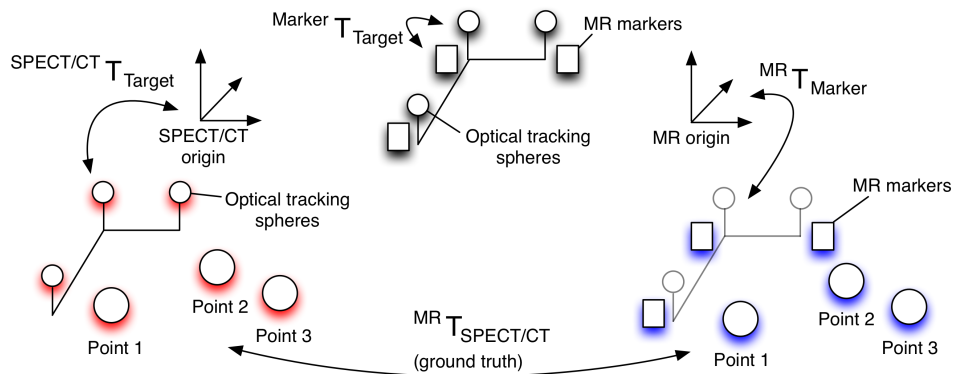 Marker T Target
MR markers
SPECT/CT T Target
MR T Marker
SPECT/CT
origin
Optical tracking
spheres
MR origin
Optical tracking
spheres
MR markers
Point 1
Point 2
Point 3
MR T SPECT/CT
(ground truth)
Point 1
Point 2
Point 3